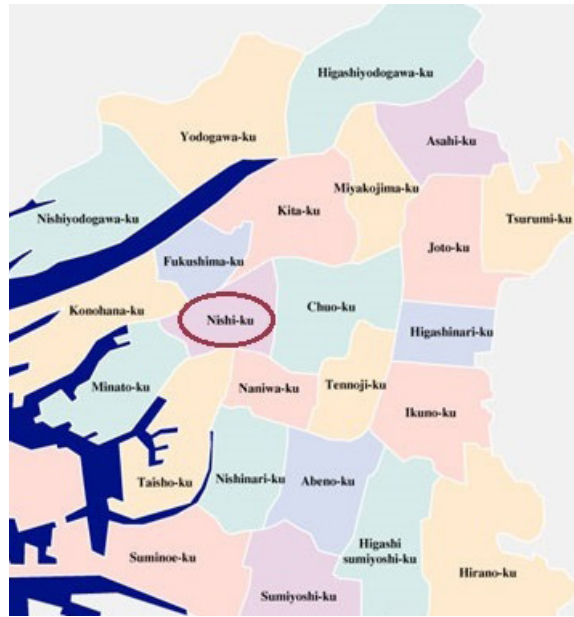 Higashiyodogawa-ku
Yodogawa-ku
Asahi-ku
Miyakojima-ku
Nishiyodogawa-ku
Kita-ku
Tsurumi-ku
Joto-ku
Fukushima-ku
Konohana-ku
Chuo-ku
Nishi-ku
Higashinari-ku
Minato-ku
Naniwa-ku
Tennoji-ku
Ikuno-ku
Taisho-ku
Nishinari-ku
Abeno-ku
Higashi
sumiyoshi-ku
Suminoe-ku
Hirano-ku
Sumiyoshi-ku